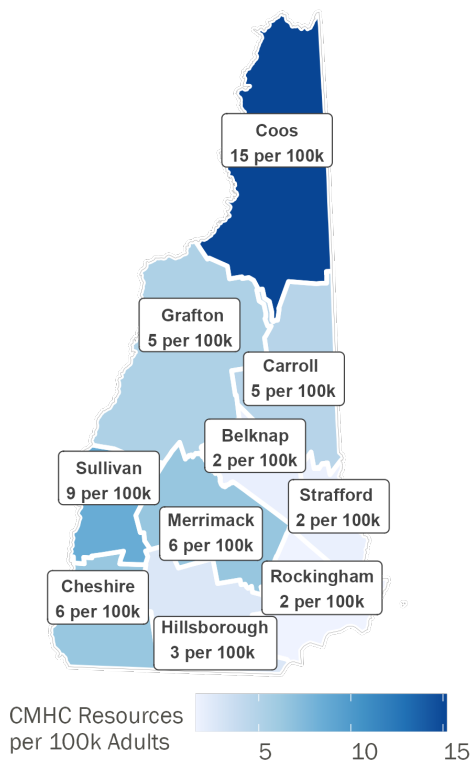 Coos
15 per 100k
Grafton
5 per 100k
Carroll
5 per 100k
Belknap
2 per 100k
Sullivan
9 per 100k
Strafford
2 per 100k
Merrimack
6 per 100k
Rockingham
2 per 100k
Cheshire
6 per 100k
Hillsborough
3 per 100k
CMHC Resources
per 100k Adults
5 10 15